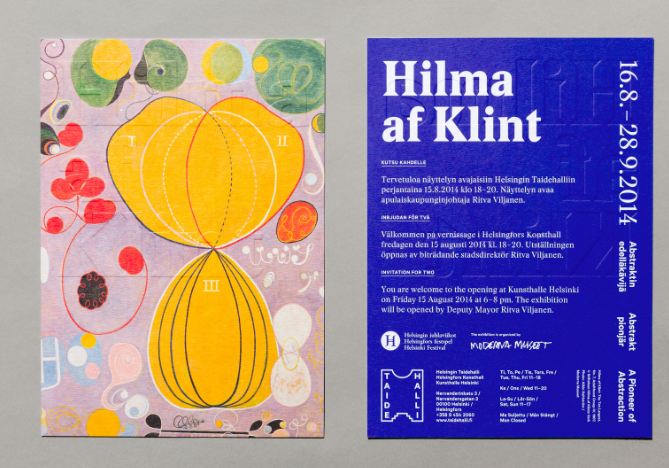 I
II
III
Hilma
af Klint
KUTSU KAHDELLE
Tervetuloa näyttelyn avajaisiin Helsingin Taidehalliin
perjantaina 15.8.2014 klo 18–20. Näyttelyn avaa
apulaiskaupunginjohtaja Ritva Viljanen.
INBJUDAN FÖR TVÅ
Välkommen på vernissage i Helsingfors Konsthall
fredagen den 15 augusti 2014 kl. 18–20. Utställningen
öppnas av biträdande stadsdirektör Ritva Viljanen.
INVITATION FOR TWO
You are welcome to the opening at Kunsthalle Helsinki
on Friday 15 August 2014 at 6–8 pm. The exhibition
will be opened by Deputy Mayor Ritva Viljanen.
H
Helsingin juhlaviikot
Helsingfors festspel
Helsinki Festival
The exhibition is organized by
MODERNA MUSEET
TAIDE
HALLI
Helsingin Taidehalli
Helsingfors Konsthall
Kunsthalle Helsinki
Nervanderinkatu 3 /
Nervandersgatan 3
00100 Helsinki /
Helsingfors
www.taidehalli.fi
Ti, To, Pe / Tis, Tors, Fre /
Tue, Thu, Fri 11–18
Ke / Ons / Wed 11–20
La–Su / Lör–Sön /
Sat, Sun 11–17
Ma Suljettu / Mån Stängt /
Mon Closed
16.8.–28.9.2014
Abstraktin
edelläkävijä
Abstrakt
pionjär
A Pioneer of
Abstraction